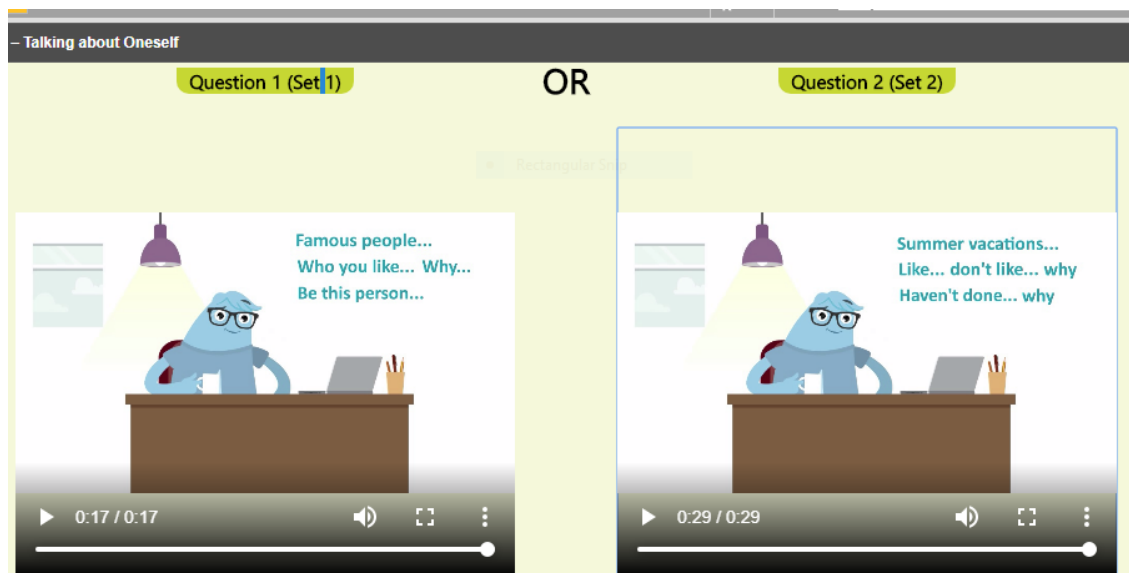 – Talking about Oneself
Question 1 (Set 1)
OR
Question 2 (Set 2)
Rectangular Snip
Famous people...
Who you like... Why...
Be this person...
Summer vacations...
Like... don't like... why
Haven't done... why
0:17 / 0:17
0:29 / 0:29